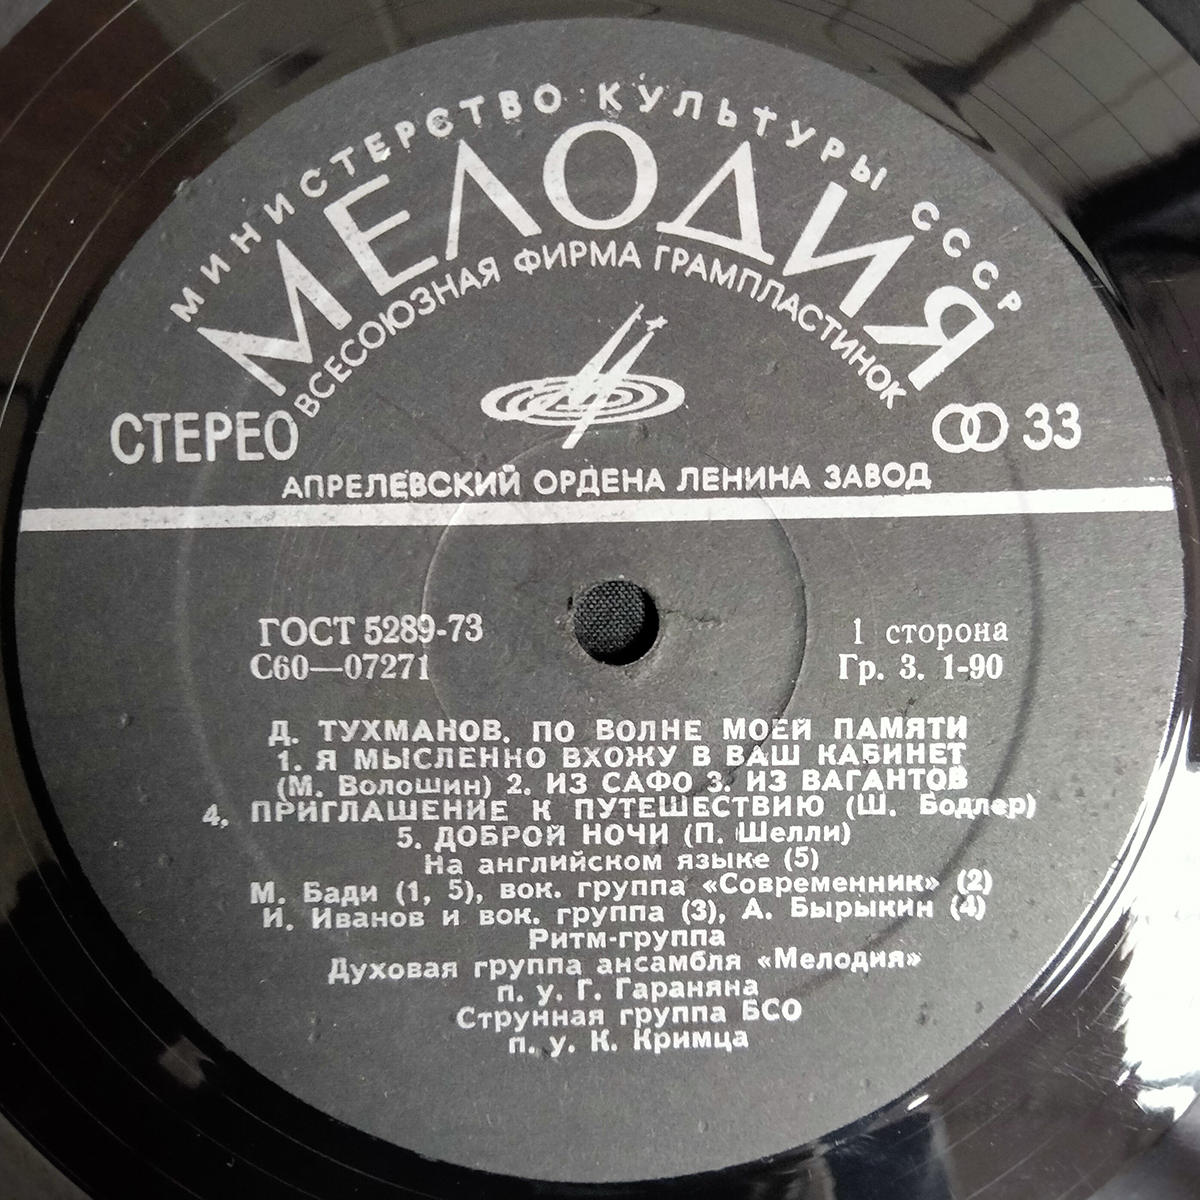 МИНИСТЕРСТВО КУЛЬТУРЫ СССР
МЕЛОДИЯ
ВСЕСОЮЗНАЯ ФИРМА ГРАМПЛАСТИНОК
СТЕРЕО
33
АПРЕЛЕВСКИЙ ОРДЕНА ЛЕНИНА ЗАВОД
ГОСТ 5289-73
1 сторона
С60—07271
Гр. 3. 1-90
Д. ТУХМАНОВ. ПО ВОЛНЕ МОЕЙ ПАМЯТИ
1. Я МЫСЛЕННО ВХОЖУ В ВАШ КАБИНЕТ
(М. Волошин) 2. ИЗ САФО 3. ИЗ ВАГАНТОВ
4, ПРИГЛАШЕНИЕ К ПУТЕШЕСТВИЮ (Ш. Бодлер)
5. ДОБРОЙ НОЧИ (П. Шелли)
На английском языке (5)
М. Бади (1, 5), вок. группа «Современник» (2)
И. Иванов и вок. группа (3), А. Бырыкин (4)
Ритм-группа
Духовая группа ансамбля «Мелодия»
п. у. Г. Гараняна
Струнная группа БСО
п. у. К. Кримца